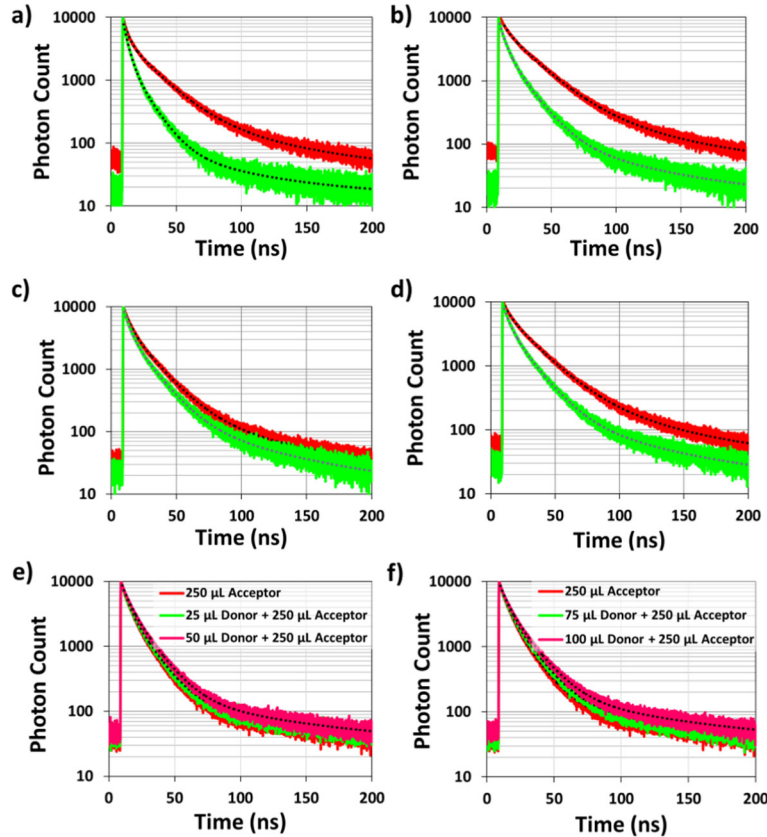 a)
Photon Count
10000
1000
100
10
0 50 100 150 200
Time (ns)
b)
Photon Count
10000
1000
100
10
0 50 100 150 200
Time (ns)
c)
Photon Count
10000
1000
100
10
0 50 100 150 200
Time (ns)
d)
Photon Count
10000
1000
100
10
0 50 100 150 200
Time (ns)
e)
Photon Count
10000
1000
100
10
0 50 100 150 200
Time (ns)
250 µL Acceptor
25 µL Donor + 250 µL Acceptor
50 µL Donor + 250 µL Acceptor
f)
Photon Count
10000
1000
100
10
0 50 100 150 200
Time (ns)
250 µL Acceptor
75 µL Donor + 250 µL Acceptor
100 µL Donor + 250 µL Acceptor